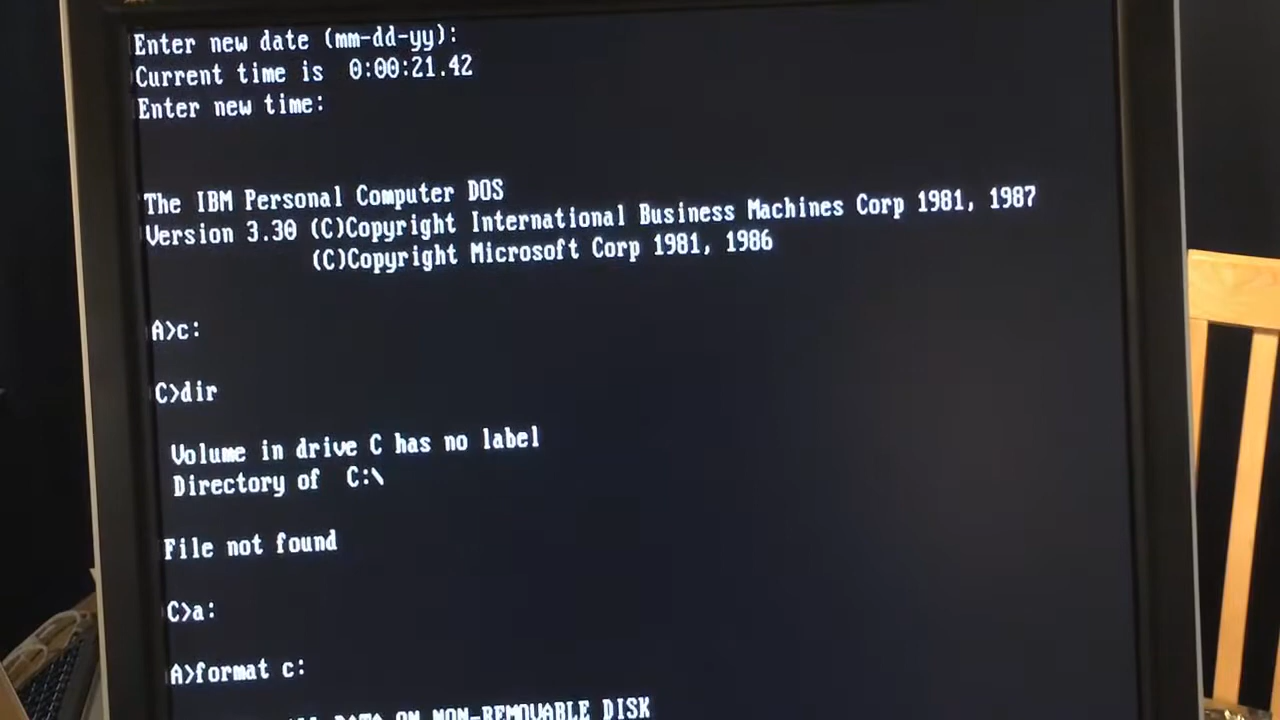 Enter new date (mm-dd-yy):
Current time is  0:00:21.42
Enter new time:
The IBM Personal Computer DOS
Version 3.30 (C)Copyright International Business Machines Corp 1981, 1987
(C)Copyright Microsoft Corp 1981, 1986
A>c:
C>dir
Volume in drive C has no label
Directory of  C:\
File not found
C>a:
A>format c:
DATA ON NON-REMOVABLE DISK